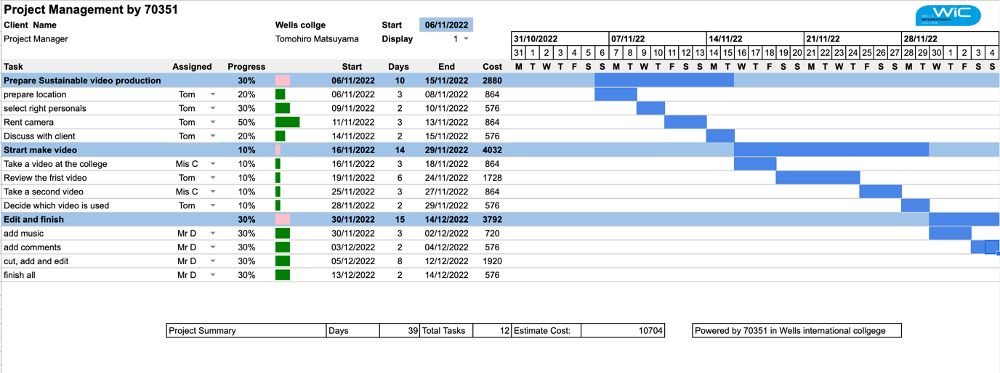 Project Management by 70351
WELLS WiC INTERNATIONAL COLLEGE
Client Name Wells collge Start 06/11/2022
Project Manager Tomohiro Matsuyama Display 1
31/10/2022 07/11/22 14/11/22 21/11/22 28/11/22
31 1 2 3 4 5 6 7 8 9 10 11 12 13 14 15 16 17 18 19 20 21 22 23 24 25 26 27 28 29 30 1 2 3 4
Task Assigned Progress Start Days End Cost M T W T F S S M T W T F S S M T W T F S S M T W T F S S M T W T F S S
Prepare Sustainable video production 30% 06/11/2022 10 15/11/2022 2880
prepare location Tom 20% 06/11/2022 3 08/11/2022 864
select right personals Tom 30% 09/11/2022 2 10/11/2022 576
Rent camera Tom 50% 11/11/2022 3 13/11/2022 864
Discuss with client Tom 20% 14/11/2022 2 15/11/2022 576
Strart make video 10% 16/11/2022 14 29/11/2022 4032
Take a video at the college Mis C 10% 16/11/2022 3 18/11/2022 864
Review the frist video Tom 10% 19/11/2022 6 24/11/2022 1728
Take a second video Mis C 10% 25/11/2022 3 27/11/2022 864
Decide which video is used Tom 10% 28/11/2022 2 29/11/2022 576
Edit and finish 30% 30/11/2022 15 14/12/2022 3792
add music Mr D 30% 30/11/2022 3 02/12/2022 720
add comments Mr D 30% 03/12/2022 2 04/12/2022 576
cut, add and edit Mr D 30% 05/12/2022 8 12/12/2022 1920
finish all Mr D 30% 13/12/2022 2 14/12/2022 576
Project Summary Days 39 Total Tasks 12 Estimate Cost: 10704 Powered by 70351 in Wells international collgege